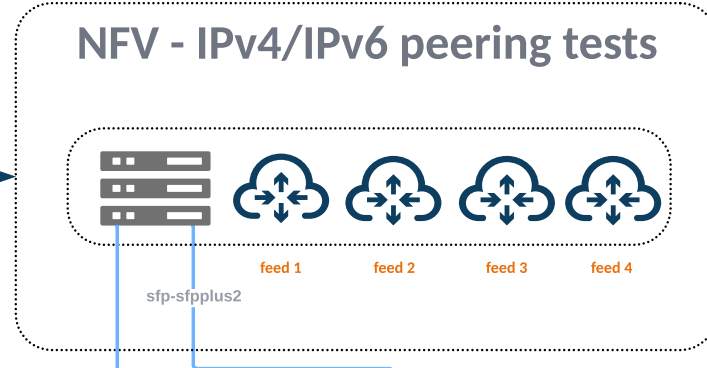 NFV - IPv4/IPv6 peering tests
feed 1
feed 2
feed 3
feed 4
sfp-sfpplus2